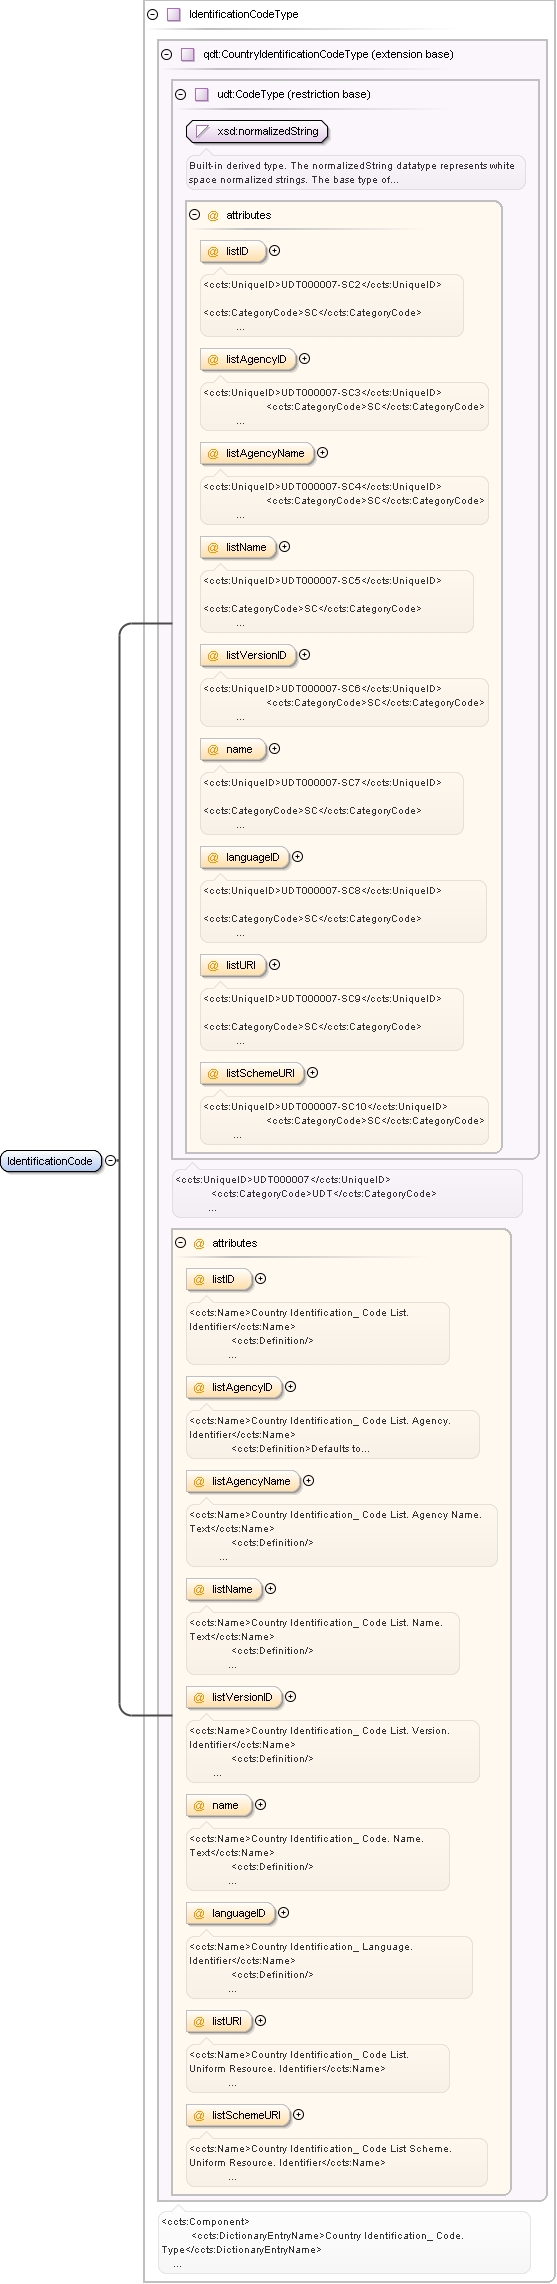 IdentificationCodeType
qdt:CountryIdentificationCodeType (extension base)
udt:CodeType (restriction base)
xsd:normalizedString
Built-in derived type. The normalizedString datatype represents white
space normalized strings. The base type of...
@ attributes
@ listID
<ccts:UniqueID>UDT000007-SC2</ccts:UniqueID>
<ccts:CategoryCode>SC</ccts:CategoryCode>
...
@ listAgencyID
<ccts:UniqueID>UDT000007-SC3</ccts:UniqueID>
<ccts:CategoryCode>SC</ccts:CategoryCode>
...
@ listAgencyName
<ccts:UniqueID>UDT000007-SC4</ccts:UniqueID>
<ccts:CategoryCode>SC</ccts:CategoryCode>
...
@ listName
<ccts:UniqueID>UDT000007-SC5</ccts:UniqueID>
<ccts:CategoryCode>SC</ccts:CategoryCode>
...
@ listVersionID
<ccts:UniqueID>UDT000007-SC6</ccts:UniqueID>
<ccts:CategoryCode>SC</ccts:CategoryCode>
...
@ name
<ccts:UniqueID>UDT000007-SC7</ccts:UniqueID>
<ccts:CategoryCode>SC</ccts:CategoryCode>
...
@ languageID
<ccts:UniqueID>UDT000007-SC8</ccts:UniqueID>
<ccts:CategoryCode>SC</ccts:CategoryCode>
...
@ listURI
<ccts:UniqueID>UDT000007-SC9</ccts:UniqueID>
<ccts:CategoryCode>SC</ccts:CategoryCode>
...
@ listSchemeURI
<ccts:UniqueID>UDT000007-SC10</ccts:UniqueID>
<ccts:CategoryCode>SC</ccts:CategoryCode>
...
IdentificationCode
<ccts:UniqueID>UDT000007</ccts:UniqueID>
<ccts:CategoryCode>UDT</ccts:CategoryCode>
...
@ attributes
@ listID
<ccts:Name>Country Identification_ Code List.
Identifier</ccts:Name>
<ccts:Definition/>
...
@ listAgencyID
<ccts:Name>Country Identification_ Code List. Agency.
Identifier</ccts:Name>
<ccts:Definition>Defaults to...
@ listAgencyName
<ccts:Name>Country Identification_ Code List. Agency Name.
Text</ccts:Name>
<ccts:Definition/>
...
@ listName
<ccts:Name>Country Identification_ Code List. Name.
Text</ccts:Name>
<ccts:Definition/>
...
@ listVersionID
<ccts:Name>Country Identification_ Code List. Version.
Identifier</ccts:Name>
<ccts:Definition/>
...
@ name
<ccts:Name>Country Identification_ Code. Name.
Text</ccts:Name>
<ccts:Definition/>
...
@ languageID
<ccts:Name>Country Identification_ Language.
Identifier</ccts:Name>
<ccts:Definition/>
...
@ listURI
<ccts:Name>Country Identification_ Code List.
Uniform Resource. Identifier</ccts:Name>
...
@ listSchemeURI
<ccts:Name>Country Identification_ Code List Scheme.
Uniform Resource. Identifier</ccts:Name>
...
<ccts:Component>
<ccts:DictionaryEntryName>Country Identification_ Code.
Type</ccts:DictionaryEntryName>
...